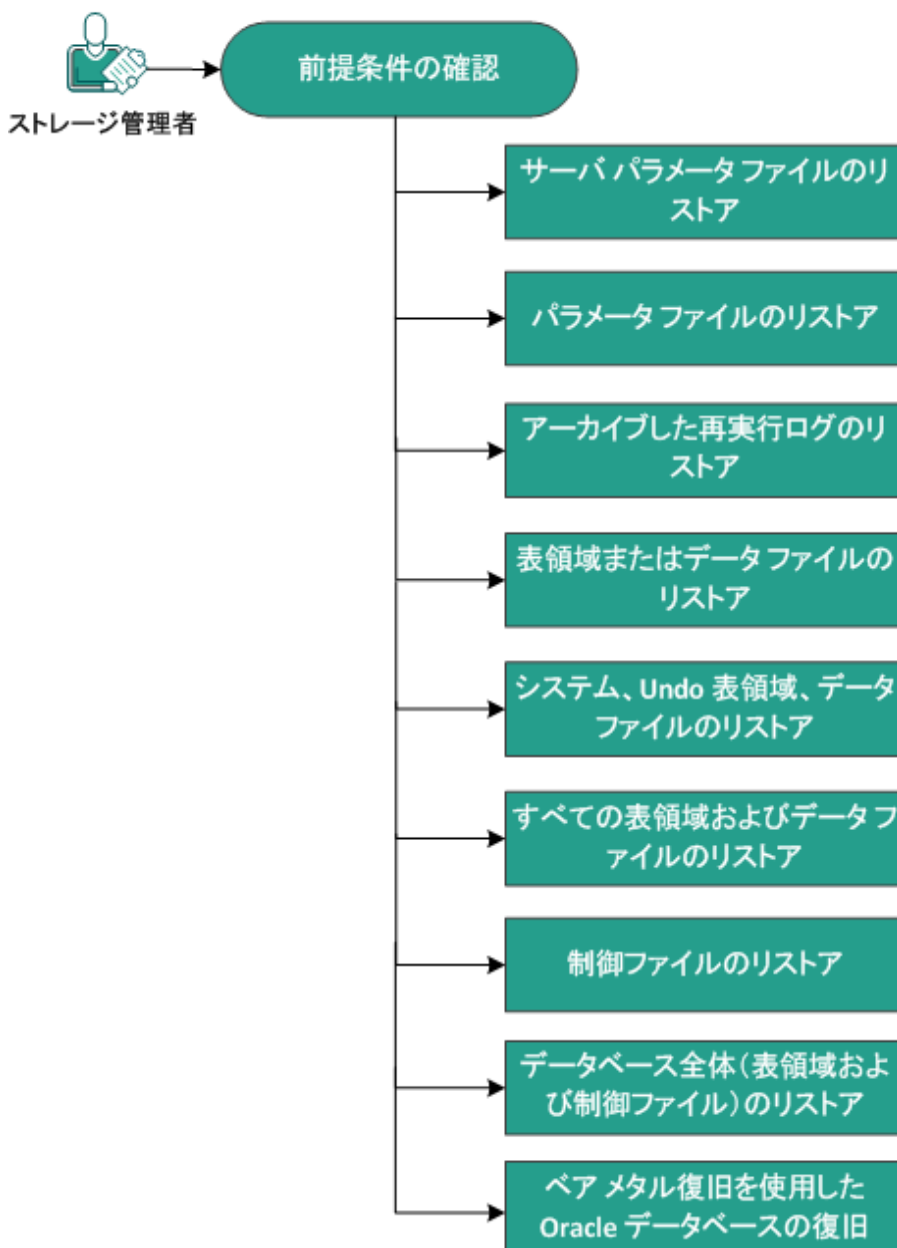 前提条件の確認
ストレージ管理者
サーバ パラメータ ファイルのリ
ストア
パラメータ ファイルのリストア
アーカイブした再実行ログのリ
ストア
表領域またはデータ ファイルの
リストア
システム、Undo 表領域、データ
ファイルのリストア
すべての表領域およびデータ フ
ァイルのリストア
制御ファイルのリストア
データベース全体（表領域およ
び制御ファイル）のリストア
ベア メタル復旧を使用した
Oracle データベースの復旧